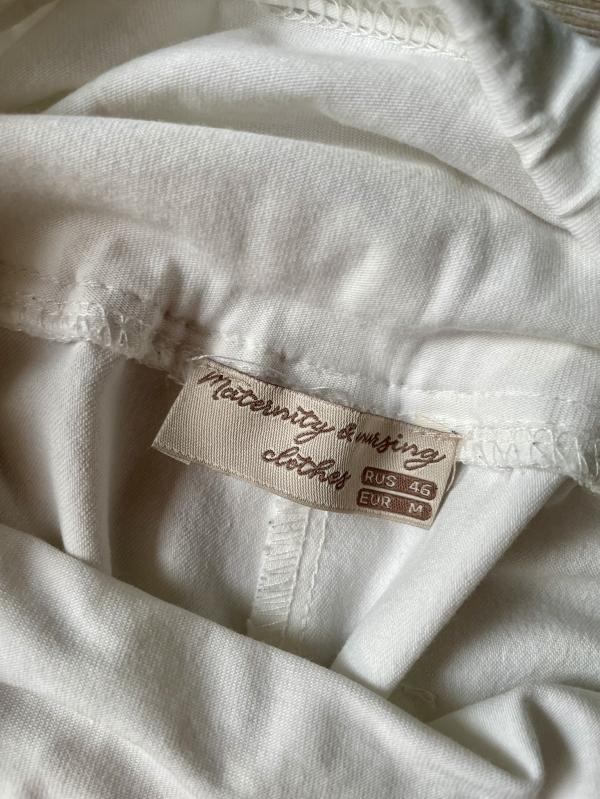 Maternity & nursing
clothes
RUS 46
EUR M